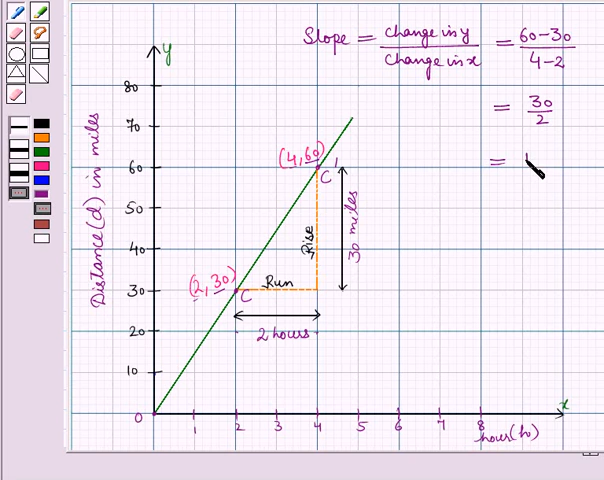 Slope = change in y / change in x = 60-30 / 4-2
= 30 / 2
=
y
80
70
60
50
40
30
20
10
0
1 2 3 4 5 6 7 8
x
hours(h)
Distance(d) in miles
(4,60)
C'
(2,30)
C
Run
Rise
30 miles
2 hours